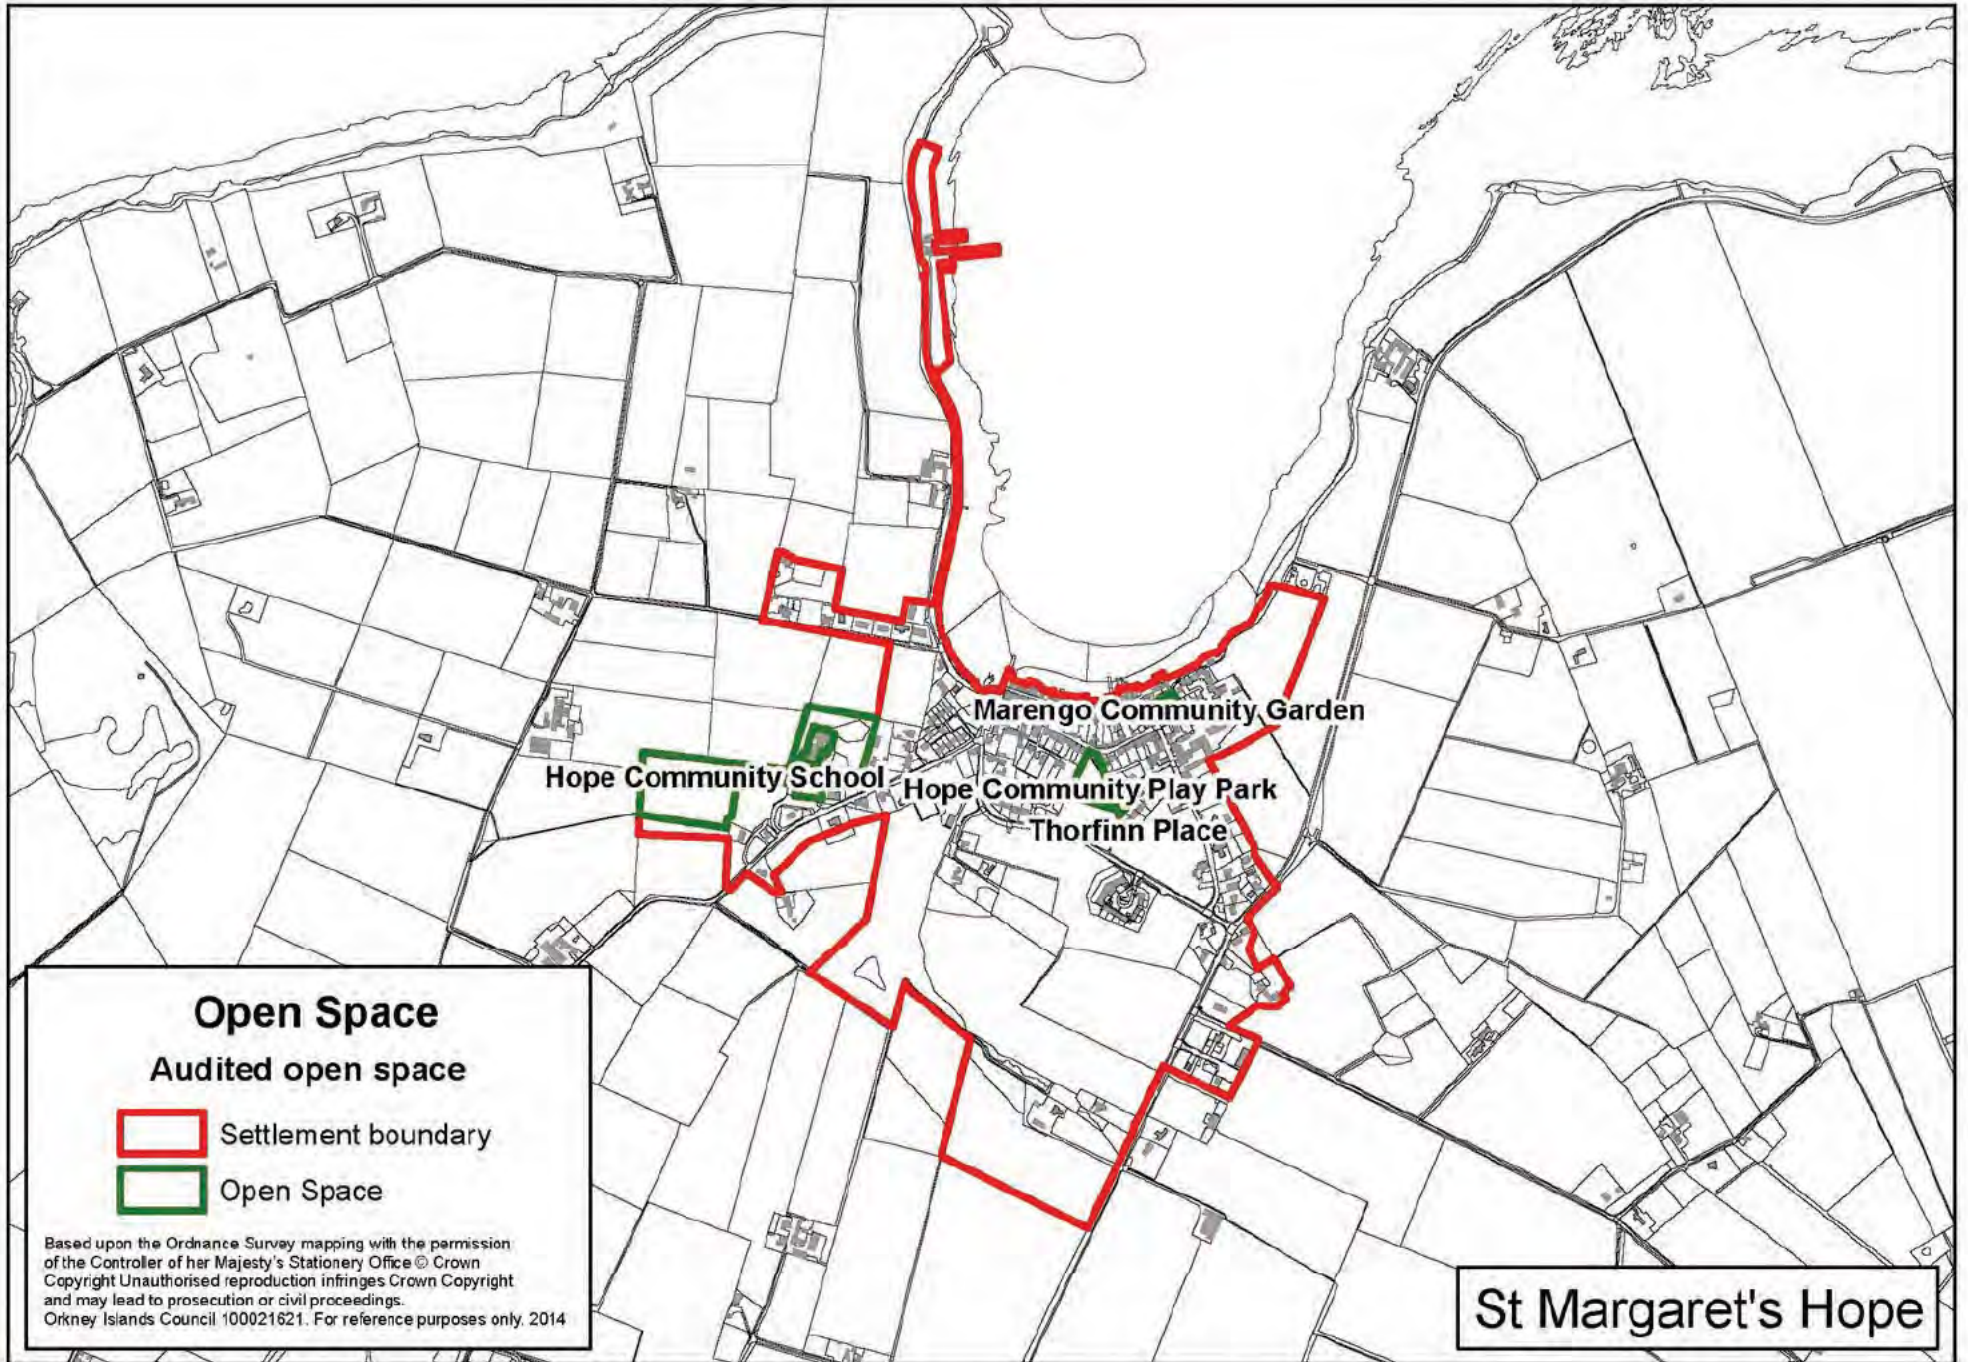 Marengo Community Garden
Hope Community School
Hope Community Play Park
Thorfinn Place
Open Space
Audited open space
Settlement boundary
Open Space
Based upon the Ordnance Survey mapping with the permission
of the Controller of her Majesty's Stationery Office © Crown
Copyright Unauthorised reproduction infringes Crown Copyright
and may lead to prosecution or civil proceedings.
Orkney Islands Council 100021621. For reference purposes only. 2014
St Margaret's Hope